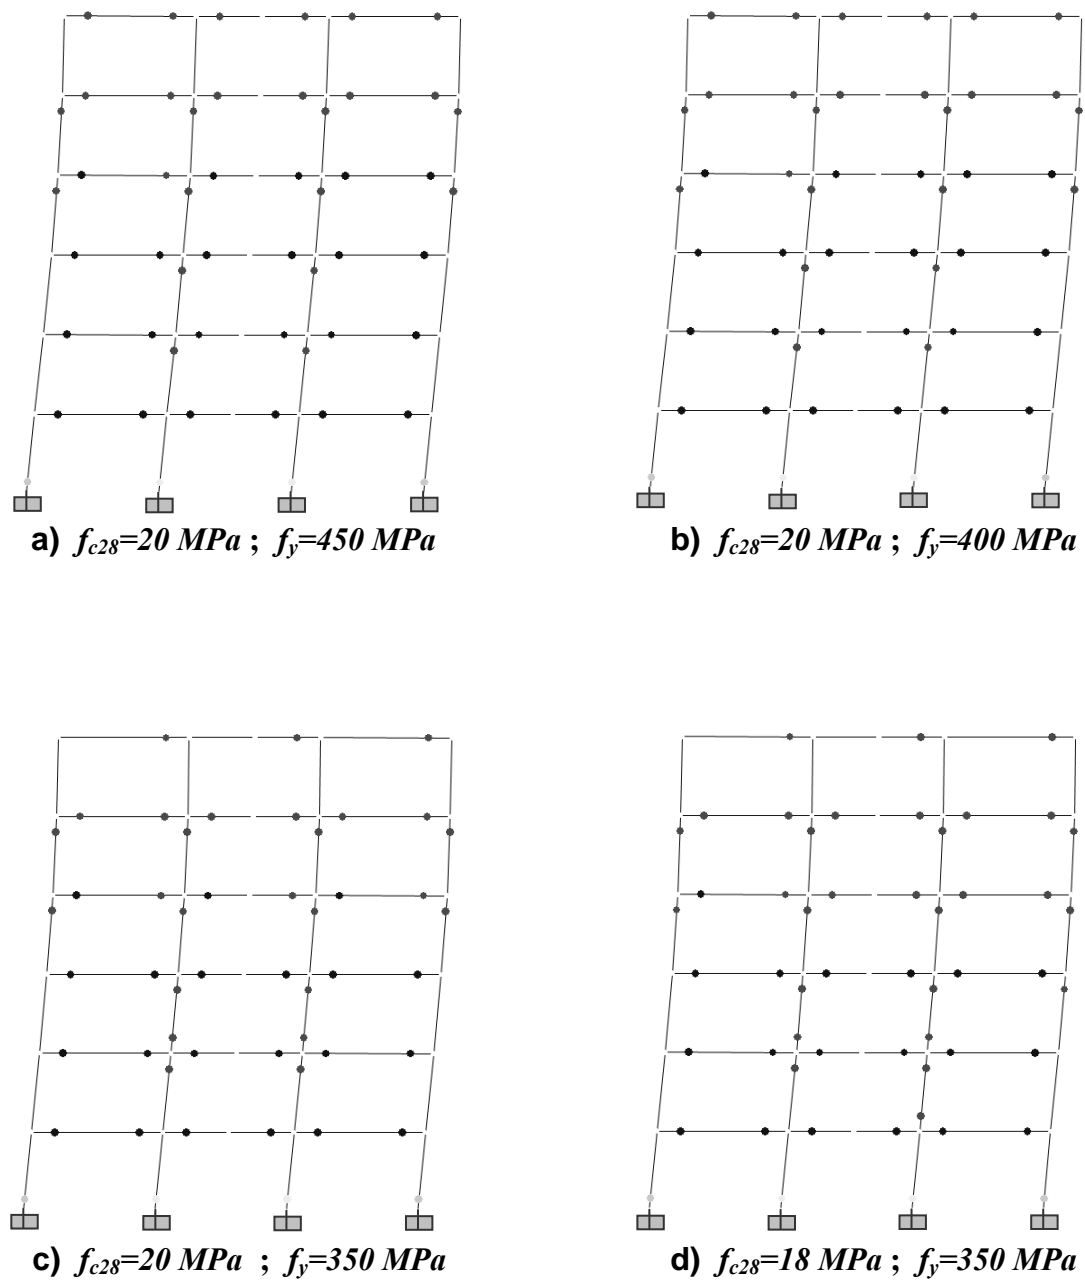 a) fc28=20 MPa ; fy=450 MPa
b) fc28=20 MPa ; fy=400 MPa
c) fc28=20 MPa ; fy=350 MPa
d) fc28=18 MPa ; fy=350 MPa